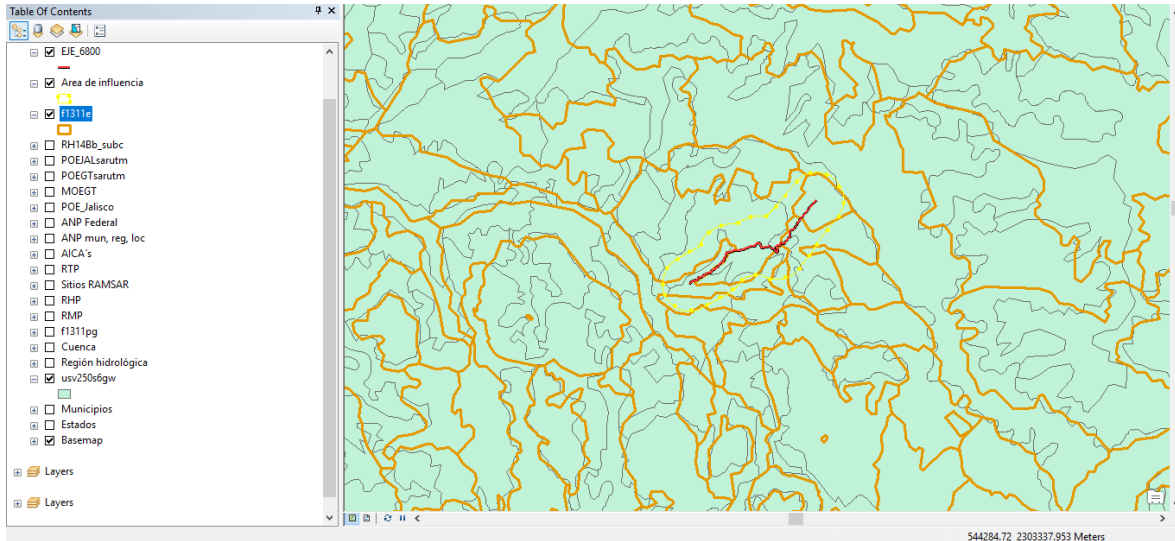 Table Of Contents
EJE_6800
Area de influencia
f1311e
RH14Bb_subc
POEJALsarutm
POEGTsarutm
MOEGT
POE_Jalisco
ANP Federal
ANP mun, reg, loc
AICA´s
RTP
Sitios RAMSAR
RHP
RMP
f1311pg
Cuenca
Región hidrológica
usv250s6gw
Municipios
Estados
Basemap
Layers
Layers
544284.72 2303337.953 Meters